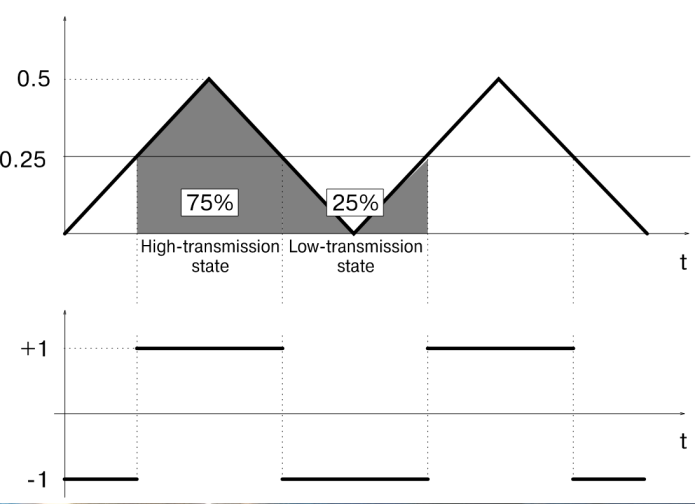 0.5
0.25
75%
25%
High-transmission
state
Low-transmission
state
t
+1
t
-1